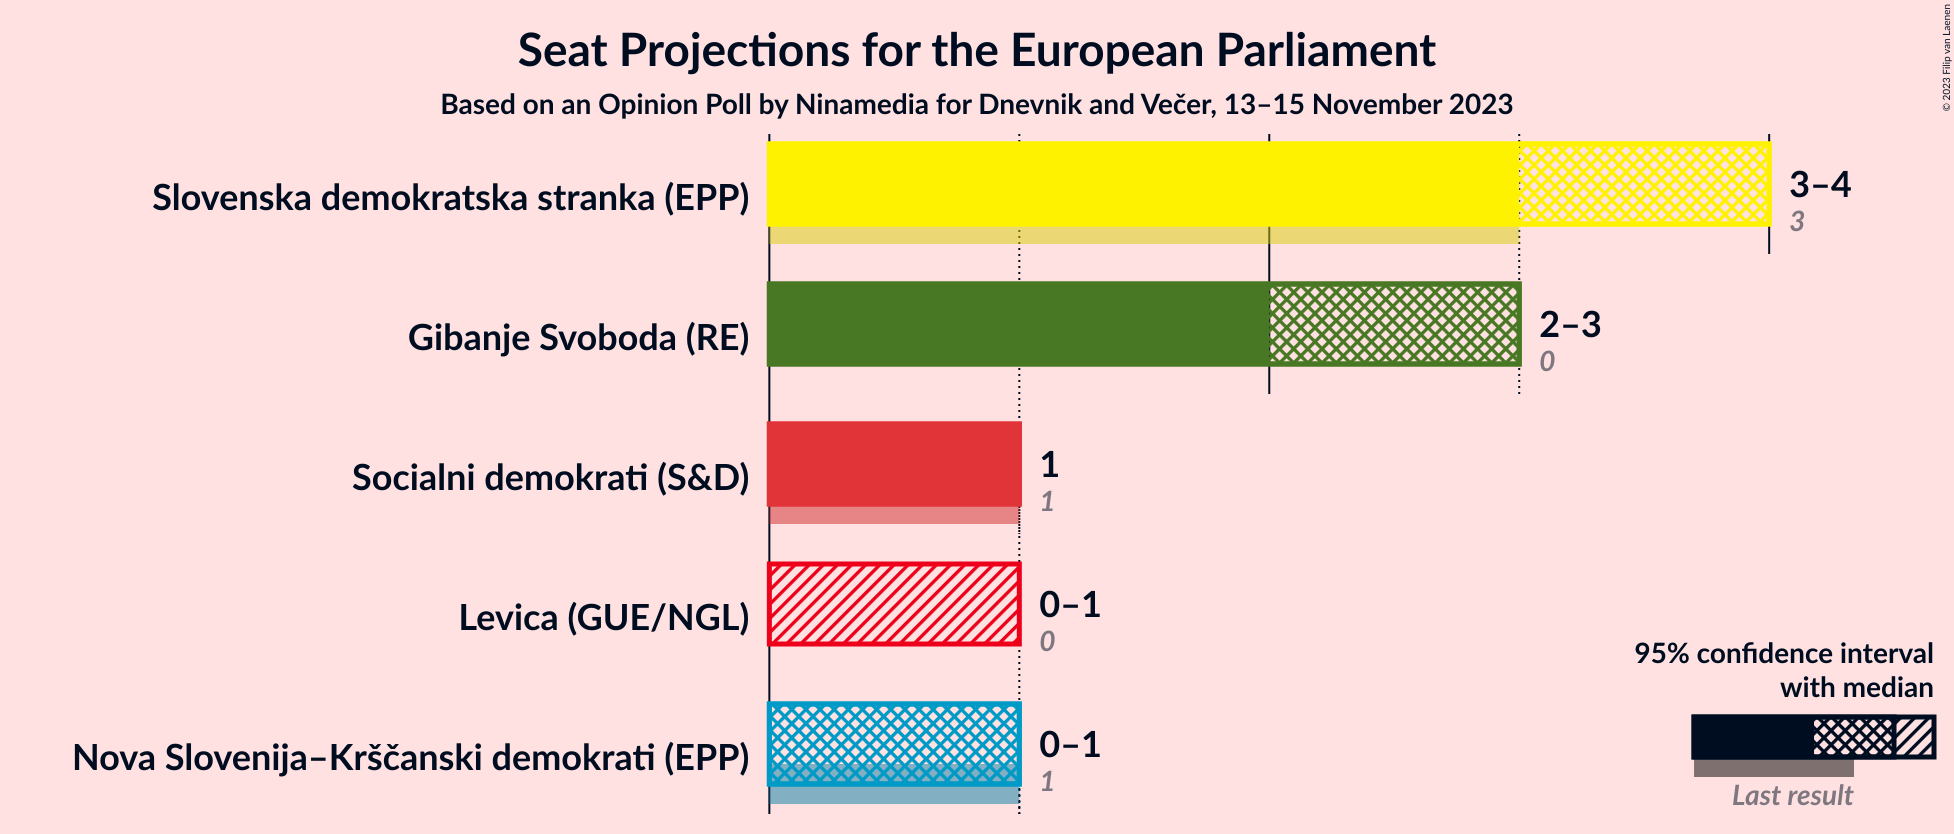 Seat Projections for the European Parliament
Based on an Opinion Poll by Ninamedia for Dnevnik and Večer, 13–15 November 2023
© 2023 Filip van Laenen
Slovenska demokratska stranka (EPP)
3–4
3
Gibanje Svoboda (RE)
2–3
0
Socialni demokrati (S&D)
1
1
Levica (GUE/NGL)
0–1
0
Nova Slovenija–Krščanski demokrati (EPP)
0–1
1
95% confidence interval
with median
Last result